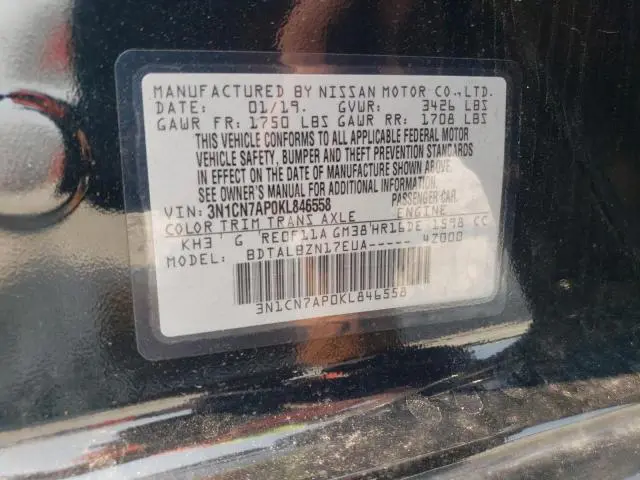 MANUFACTURED BY NISSAN MOTOR CO.,LTD.
DATE: 01/19. GVWR: 3426 LBS
GAWR FR: 1750 LBS GAWR RR: 1708 LBS
THIS VEHICLE CONFORMS TO ALL APPLICABLE FEDERAL MOTOR
VEHICLE SAFETY, BUMPER AND THEFT PREVENTION STANDARDS
IN EFFECT ON THE DATE OF MANUFACTURE SHOWN ABOVE.
SEE OWNER'S MANUAL FOR ADDITIONAL INFORMATION.
VIN: 3N1CN7AP0KL846558 PASSENGER CAR.
COLOR TRIM TRANS AXLE ENGINE
KH3 G RE0F11A GM38 HR16DE 1598 CC
MODEL: BDTALBZN17EUA----- 42000
3N1CN7AP0KL846558